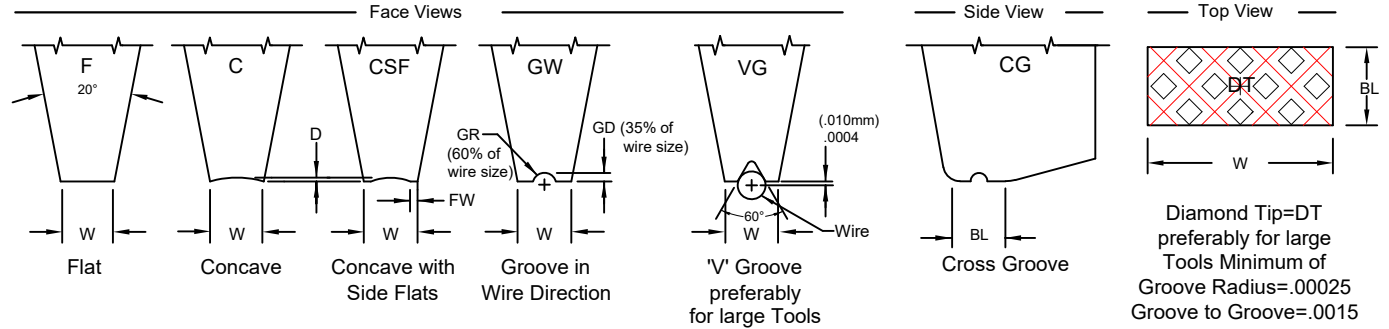 Face Views
Side View
Top View
F
20°
C
CSF
GW
VG
CG
DT
D
GR
(60% of
wire size)
GD (35% of
wire size)
(.010mm)
.0004
FW
60°
Wire
W
W
W
W
W
BL
BL
W
Flat
Concave
Concave with
Side Flats
Groove in
Wire Direction
'V' Groove
preferably
for large Tools
Cross Groove
Diamond Tip=DT
preferably for large
Tools Minimum of
Groove Radius=.00025
Groove to Groove=.0015